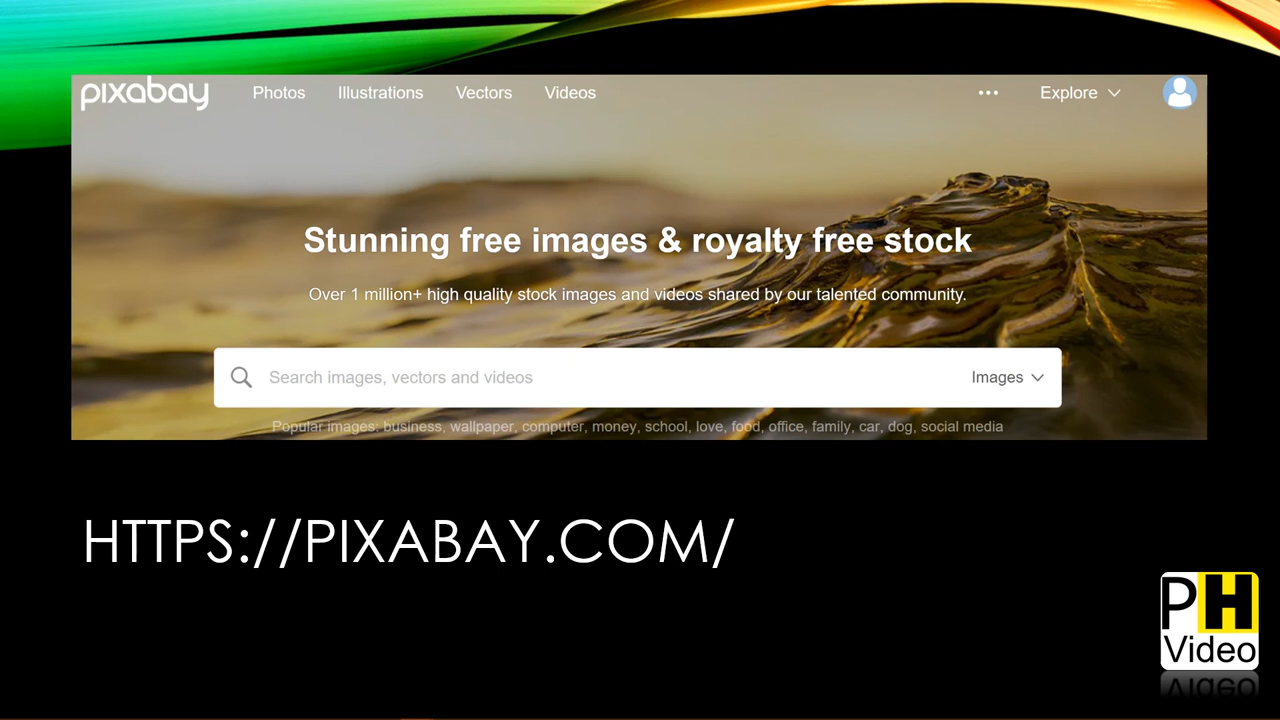 pixabay Photos Illustrations Vectors Videos ••• Explore
Stunning free images & royalty free stock
Over 1 million+ high quality stock images and videos shared by our talented community.
Search images, vectors and videos Images
Popular images: business, wallpaper, computer, money, school, love, food, office, family, car, dog, social media
HTTPS://PIXABAY.COM/
PH
Video